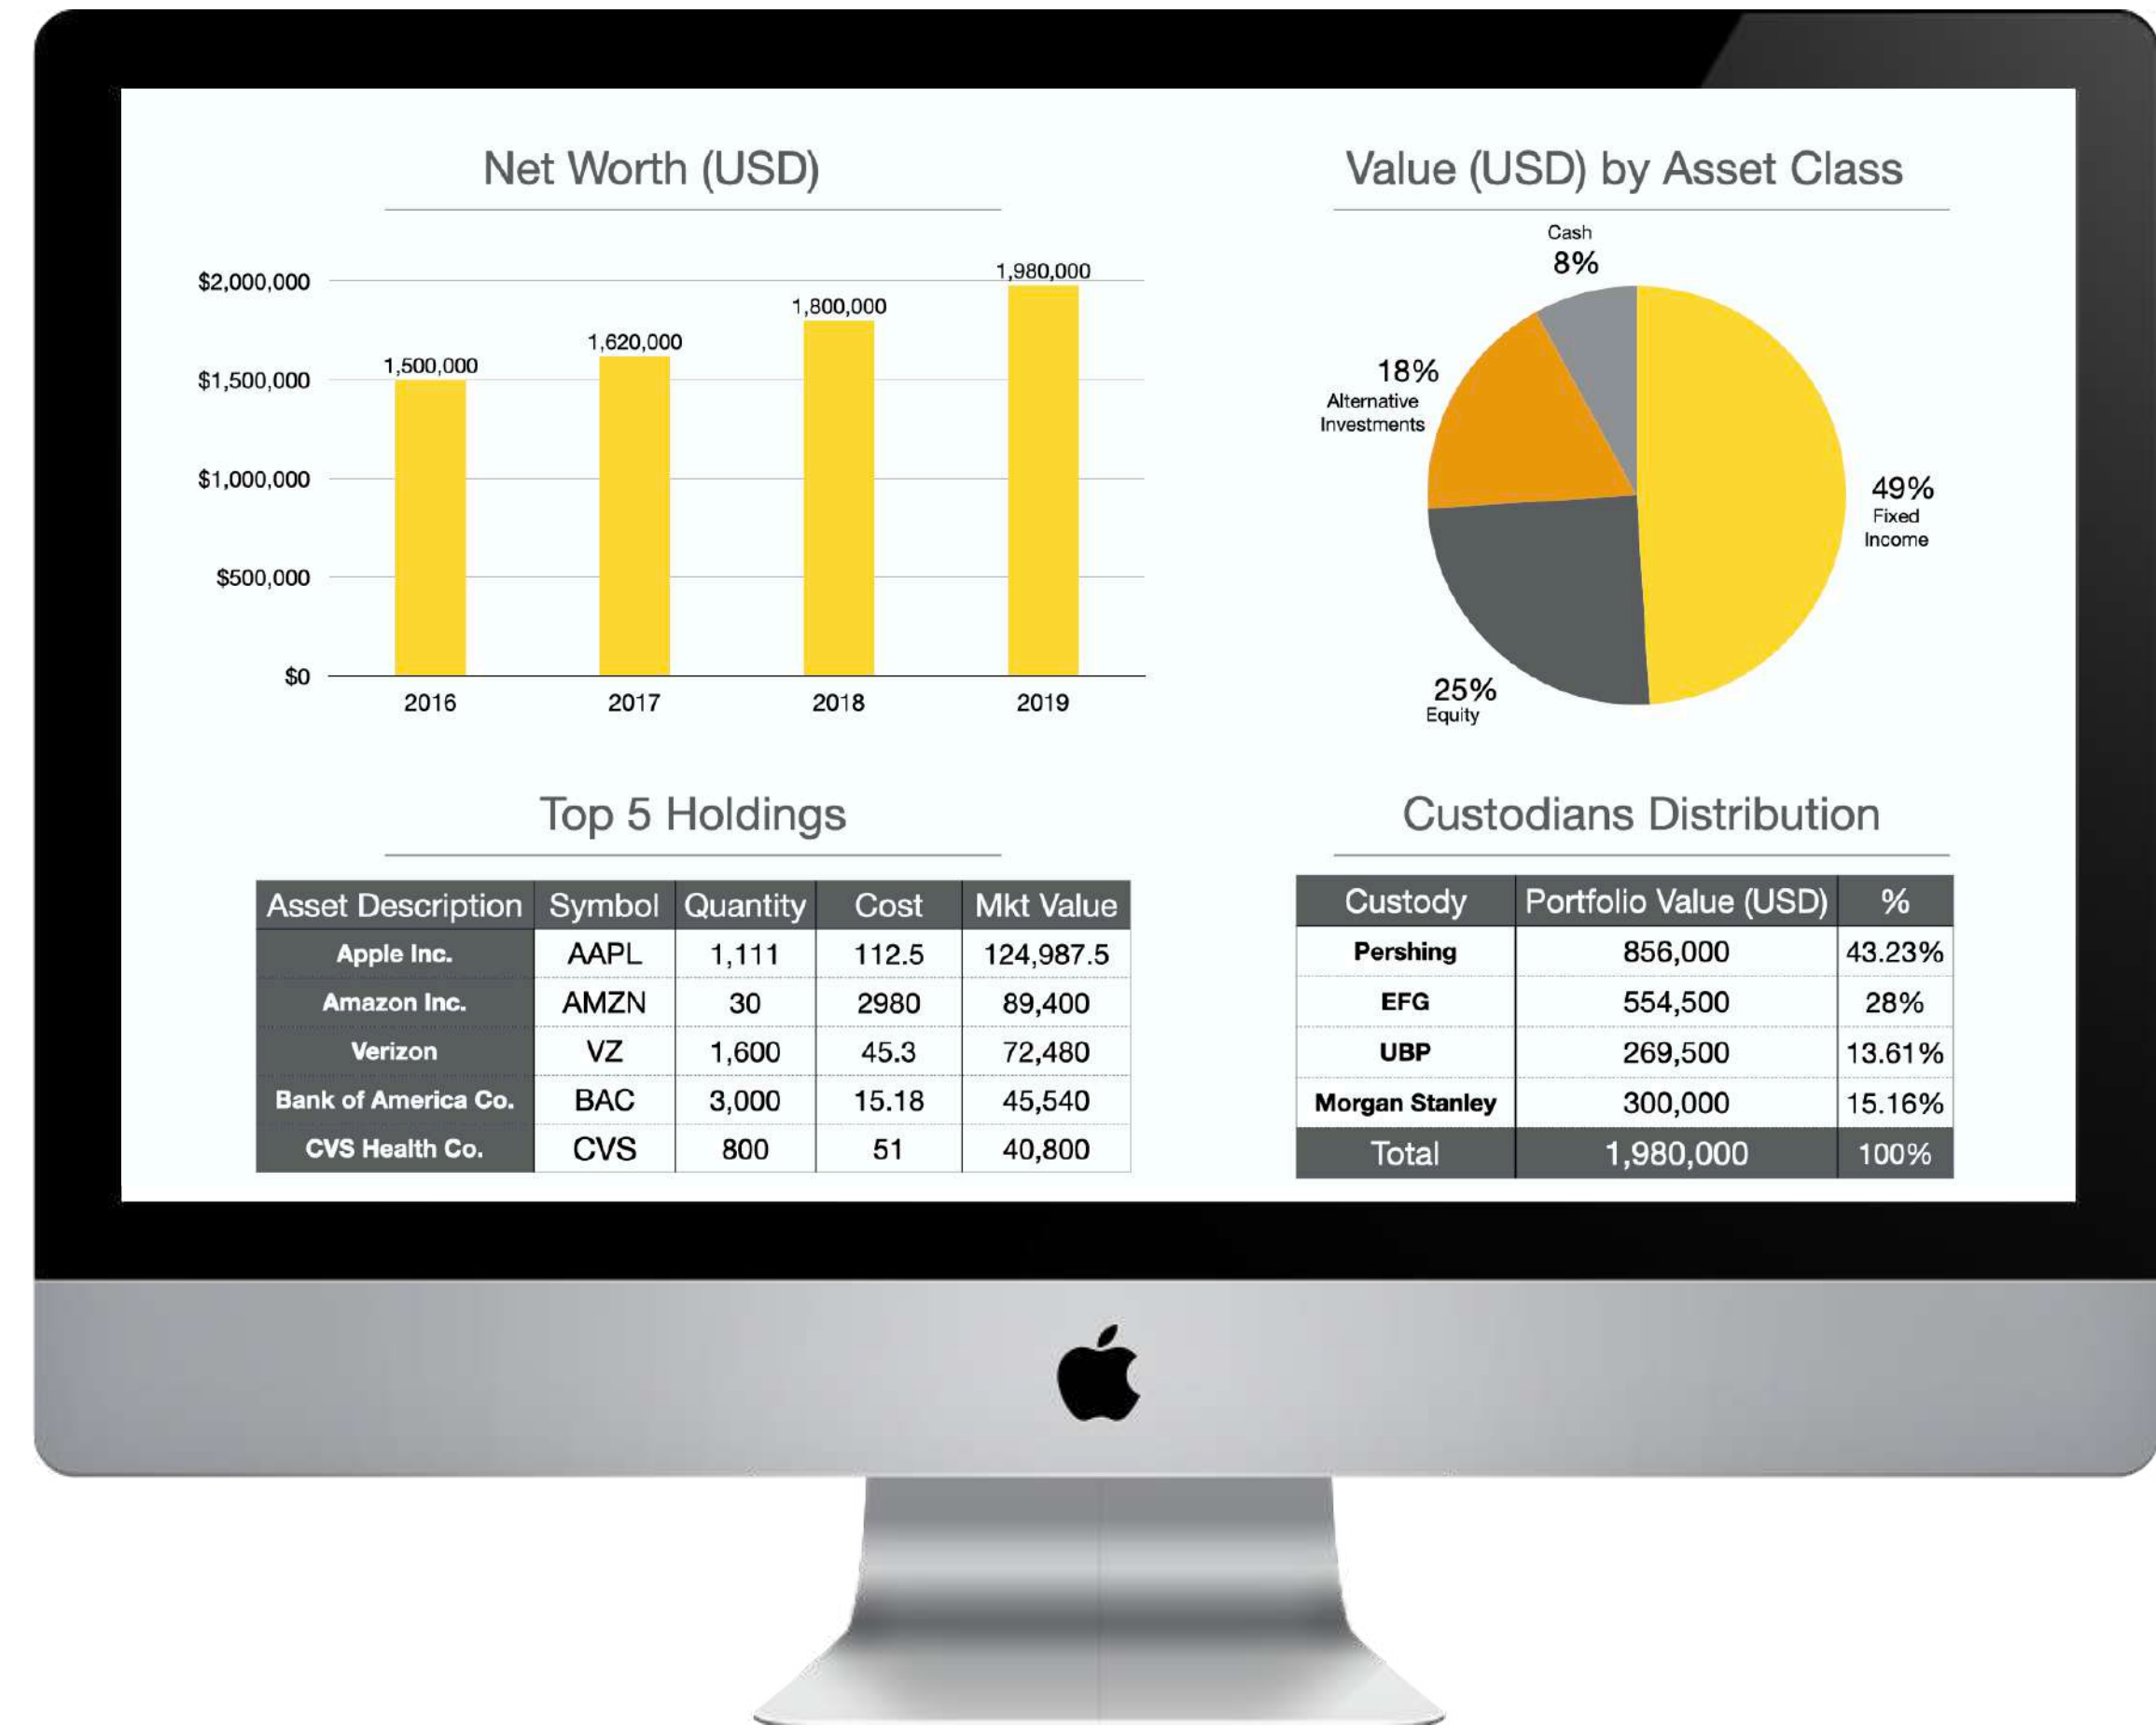 Net Worth (USD)
$2,000,000
$1,500,000
$1,000,000
$500,000
$0
1,500,000
1,620,000
1,800,000
1,980,000
2016 2017 2018 2019
Value (USD) by Asset Class
Cash
8%
18%
Alternative
Investments
49%
Fixed
Income
25%
Equity
Top 5 Holdings
Asset Description Symbol Quantity Cost Mkt Value
Apple Inc. AAPL 1,111 112.5 124,987.5
Amazon Inc. AMZN 30 2980 89,400
Verizon VZ 1,600 45.3 72,480
Bank of America Co. BAC 3,000 15.18 45,540
CVS Health Co. CVS 800 51 40,800
Custodians Distribution
Custody Portfolio Value (USD) %
Pershing 856,000 43.23%
EFG 554,500 28%
UBP 269,500 13.61%
Morgan Stanley 300,000 15.16%
Total 1,980,000 100%